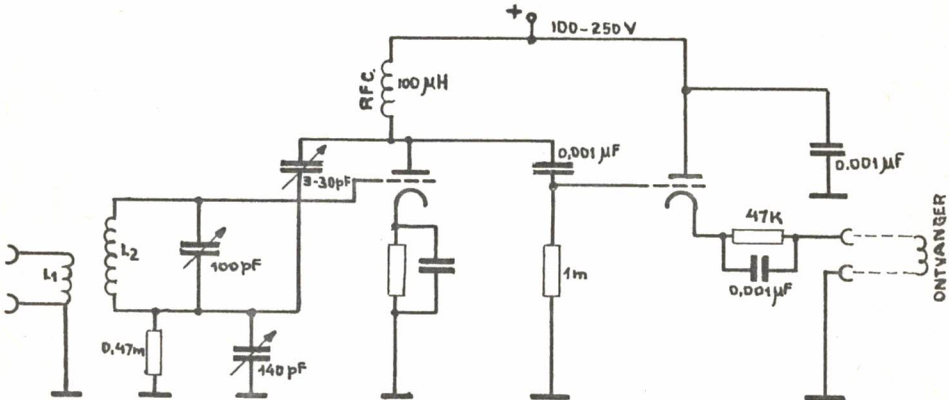 +
100-250V
RFC.
100μH
0,001μF
3-30pF
0.001μF
L1
L2
100pF
47K
1m
0,001μF
0,47m
140pF
ONTVANGER